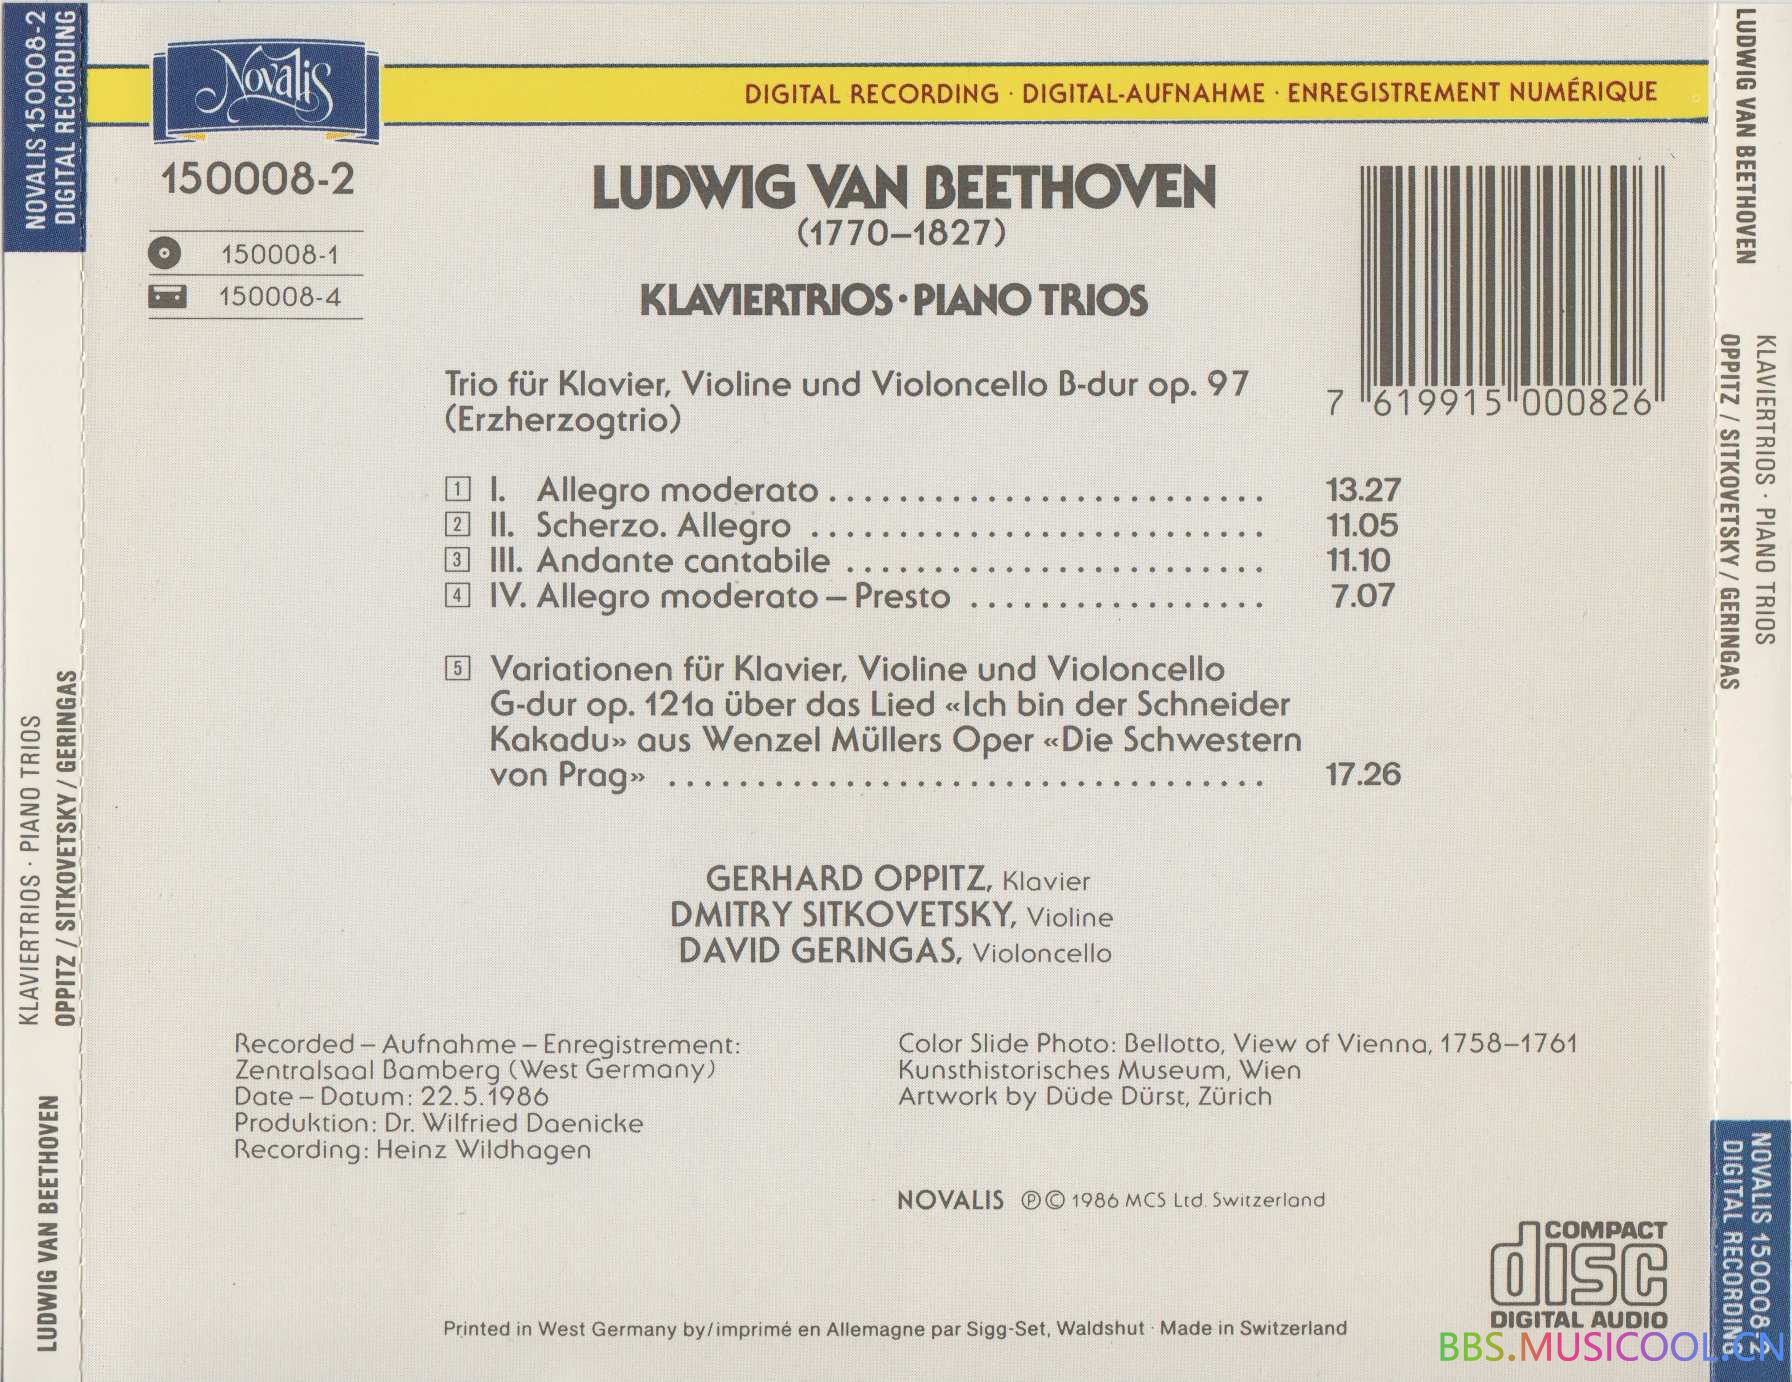 NOVALIS 150008-2
DIGITAL RECORDING
KLAVIERTRIOS · PIANO TRIOS
OPPITZ / SITKOVETSKY / GERINGAS
LUDWIG VAN BEETHOVEN
Novalis
DIGITAL RECORDING · DIGITAL-AUFNAHME · ENREGISTREMENT NUMÉRIQUE
150008-2
150008-1
150008-4
LUDWIG VAN BEETHOVEN
(1770–1827)
KLAVIERTRIOS · PIANO TRIOS
7 619915 000826
Trio für Klavier, Violine und Violoncello B-dur op. 97
(Erzherzogtrio)
1 I. Allegro moderato ........................ 13.27
2 II. Scherzo. Allegro ........................ 11.05
3 III. Andante cantabile ........................ 11.10
4 IV. Allegro moderato – Presto ................. 7.07
5 Variationen für Klavier, Violine und Violoncello
G-dur op. 121a über das Lied «Ich bin der Schneider
Kakadu» aus Wenzel Müllers Oper «Die Schwestern
von Prag» .................................. 17.26
GERHARD OPPITZ, Klavier
DMITRY SITKOVETSKY, Violine
DAVID GERINGAS, Violoncello
Recorded – Aufnahme – Enregistrement:
Zentralsaal Bamberg (West Germany)
Date – Datum: 22.5.1986
Produktion: Dr. Wilfried Daenicke
Recording: Heinz Wildhagen
Color Slide Photo: Bellotto, View of Vienna, 1758–1761
Kunsthistorisches Museum, Wien
Artwork by Düde Dürst, Zürich
NOVALIS ℗© 1986 MCS Ltd. Switzerland
COMPACT
disc
DIGITAL AUDIO
Printed in West Germany by/imprimé en Allemagne par Sigg-Set, Waldshut · Made in Switzerland
LUDWIG VAN BEETHOVEN
KLAVIERTRIOS · PIANO TRIOS
OPPITZ / SITKOVETSKY / GERINGAS
NOVALIS 150008-2
DIGITAL RECORDING
BBS.MUSICOOL.CN